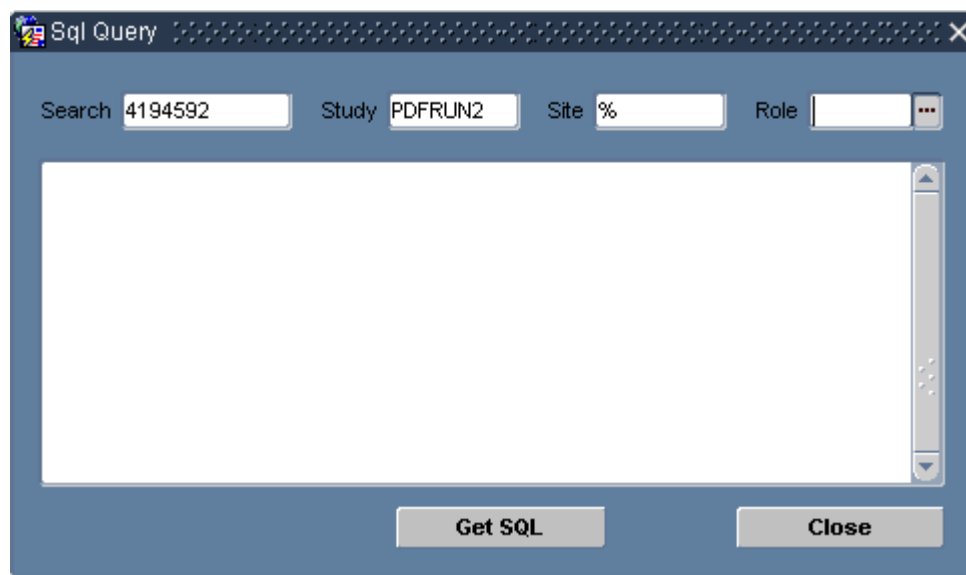 Sql Query
Search 4194592 Study PDFRUN2 Site % Role ...
Get SQL Close